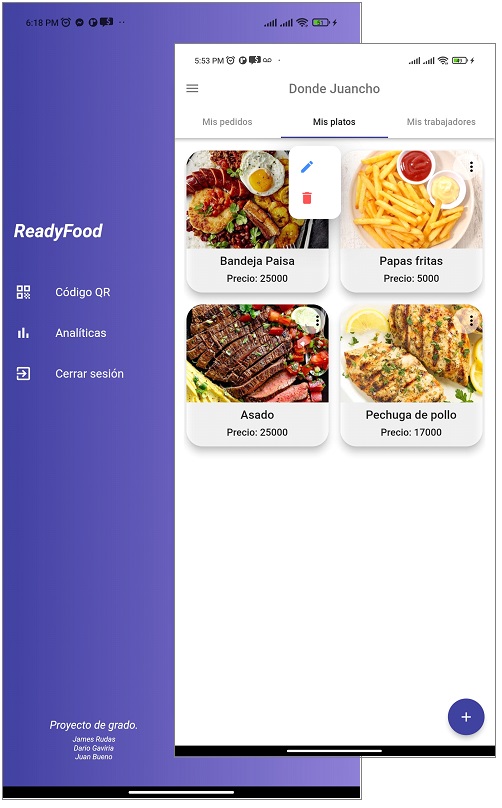 6:18 PM
51
ReadyFood
Código QR
Analíticas
Cerrar sesión
Proyecto de grado.
James Rudas
Dario Gaviria
Juan Bueno
5:53 PM
Donde Juancho
Mis pedidos
Mis platos
Mis trabajadores
Bandeja Paisa
Precio: 25000
Papas fritas
Precio: 5000
Asado
Precio: 25000
Pechuga de pollo
Precio: 17000
+